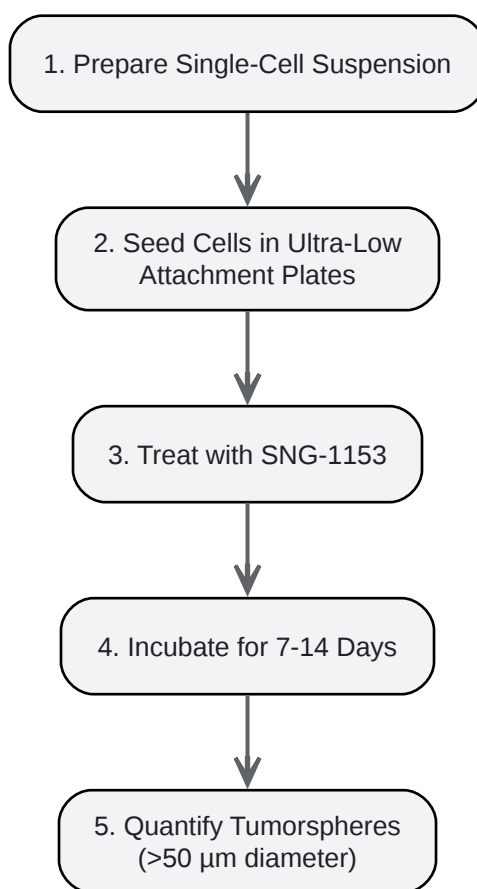 1. Prepare Single-Cell Suspension
2. Seed Cells in Ultra-Low
Attachment Plates
3. Treat with SNG-1153
4. Incubate for 7-14 Days
5. Quantify Tumorspheres
(>50 µm diameter)